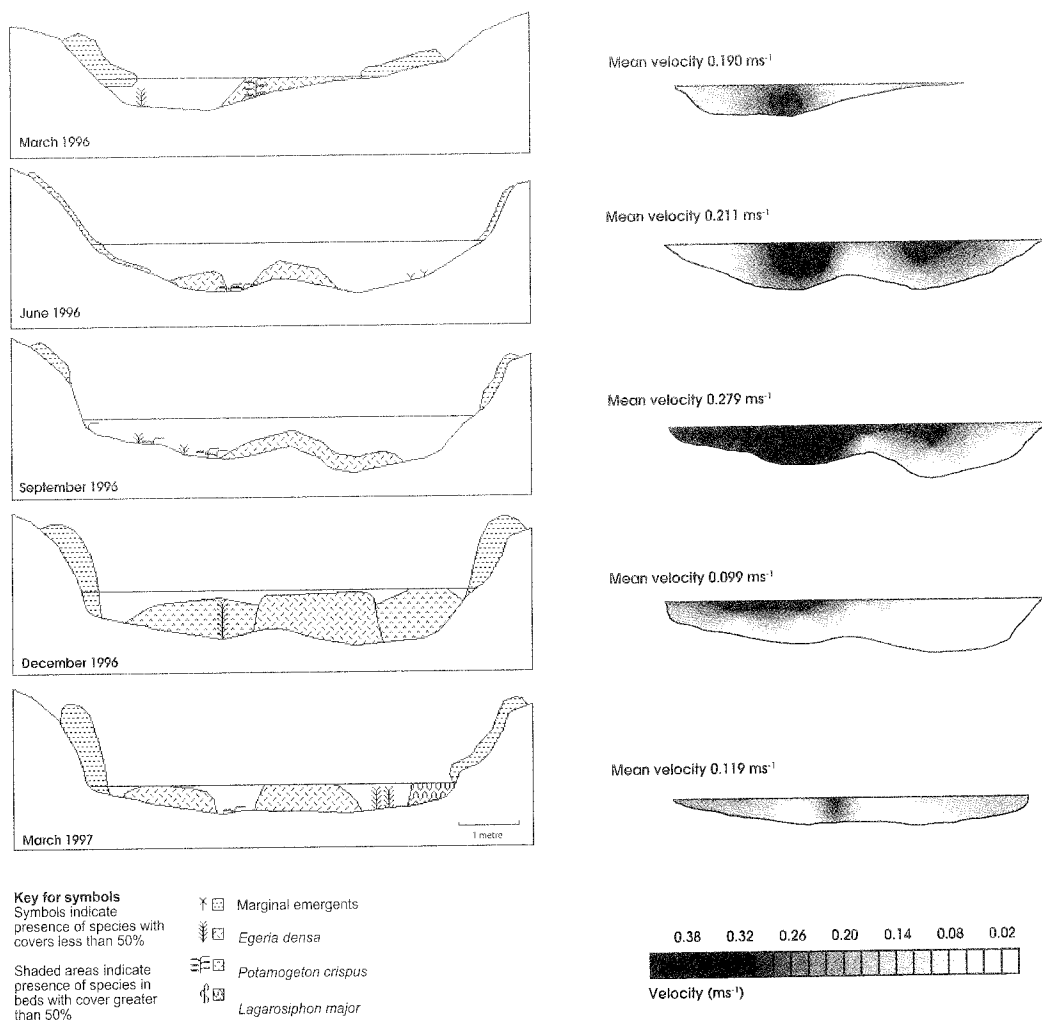 Mean velocity 0.190 ms-1
March 1996
Mean velocity 0.211 ms-1
June 1996
Mean velocity 0.279 ms-1
September 1996
Mean velocity 0.099 ms-1
December 1996
Mean velocity 0.119 ms-1
March 1997
1 metre
Key for symbols
Symbols indicate
presence of species with
covers less than 50%
Shaded areas indicate
presence of species in
beds with cover greater
than 50%
Marginal emergents
Egeria densa
Potamogeton crispus
Lagarosiphon major
0.38 0.32 0.26 0.20 0.14 0.08 0.02
Velocity (ms-1)